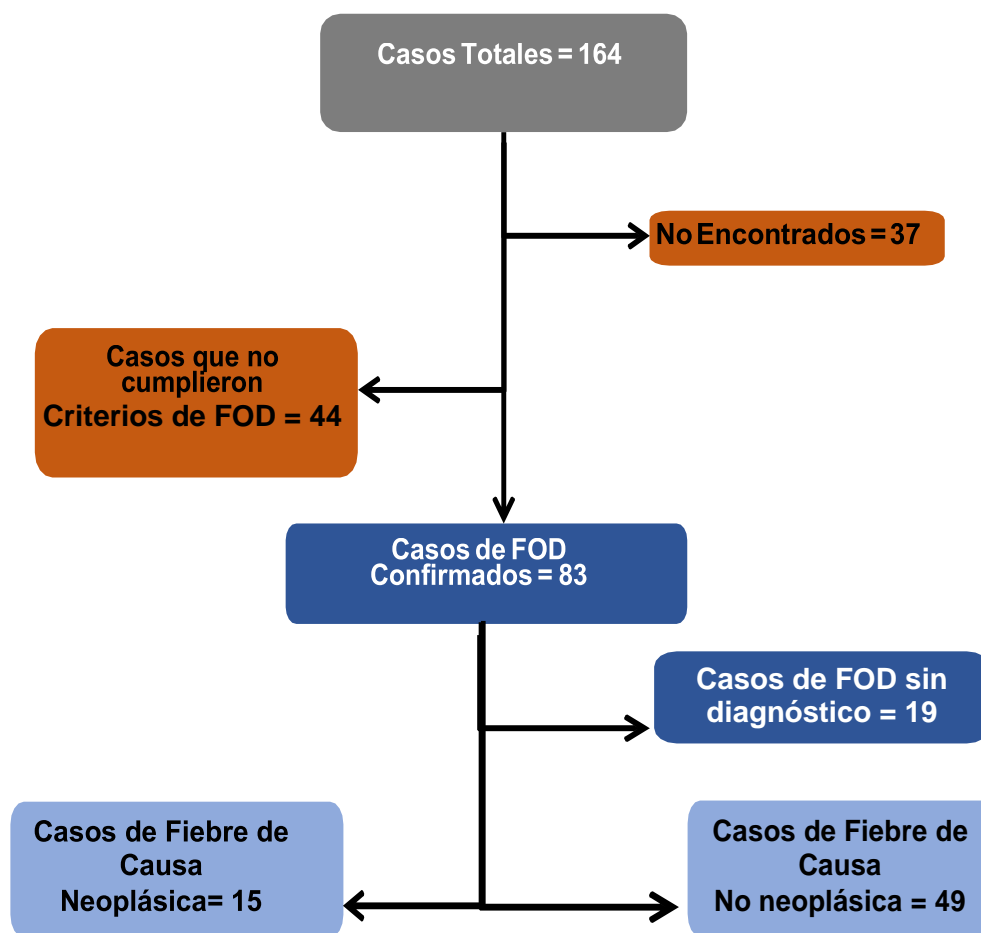 Casos Totales = 164
No Encontrados = 37
Casos que no
cumplieron
Criterios de FOD = 44
Casos de FOD
Confirmados = 83
Casos de FOD sin
diagnóstico = 19
Casos de Fiebre de
Causa
Neoplásica= 15
Casos de Fiebre de
Causa
No neoplásica = 49